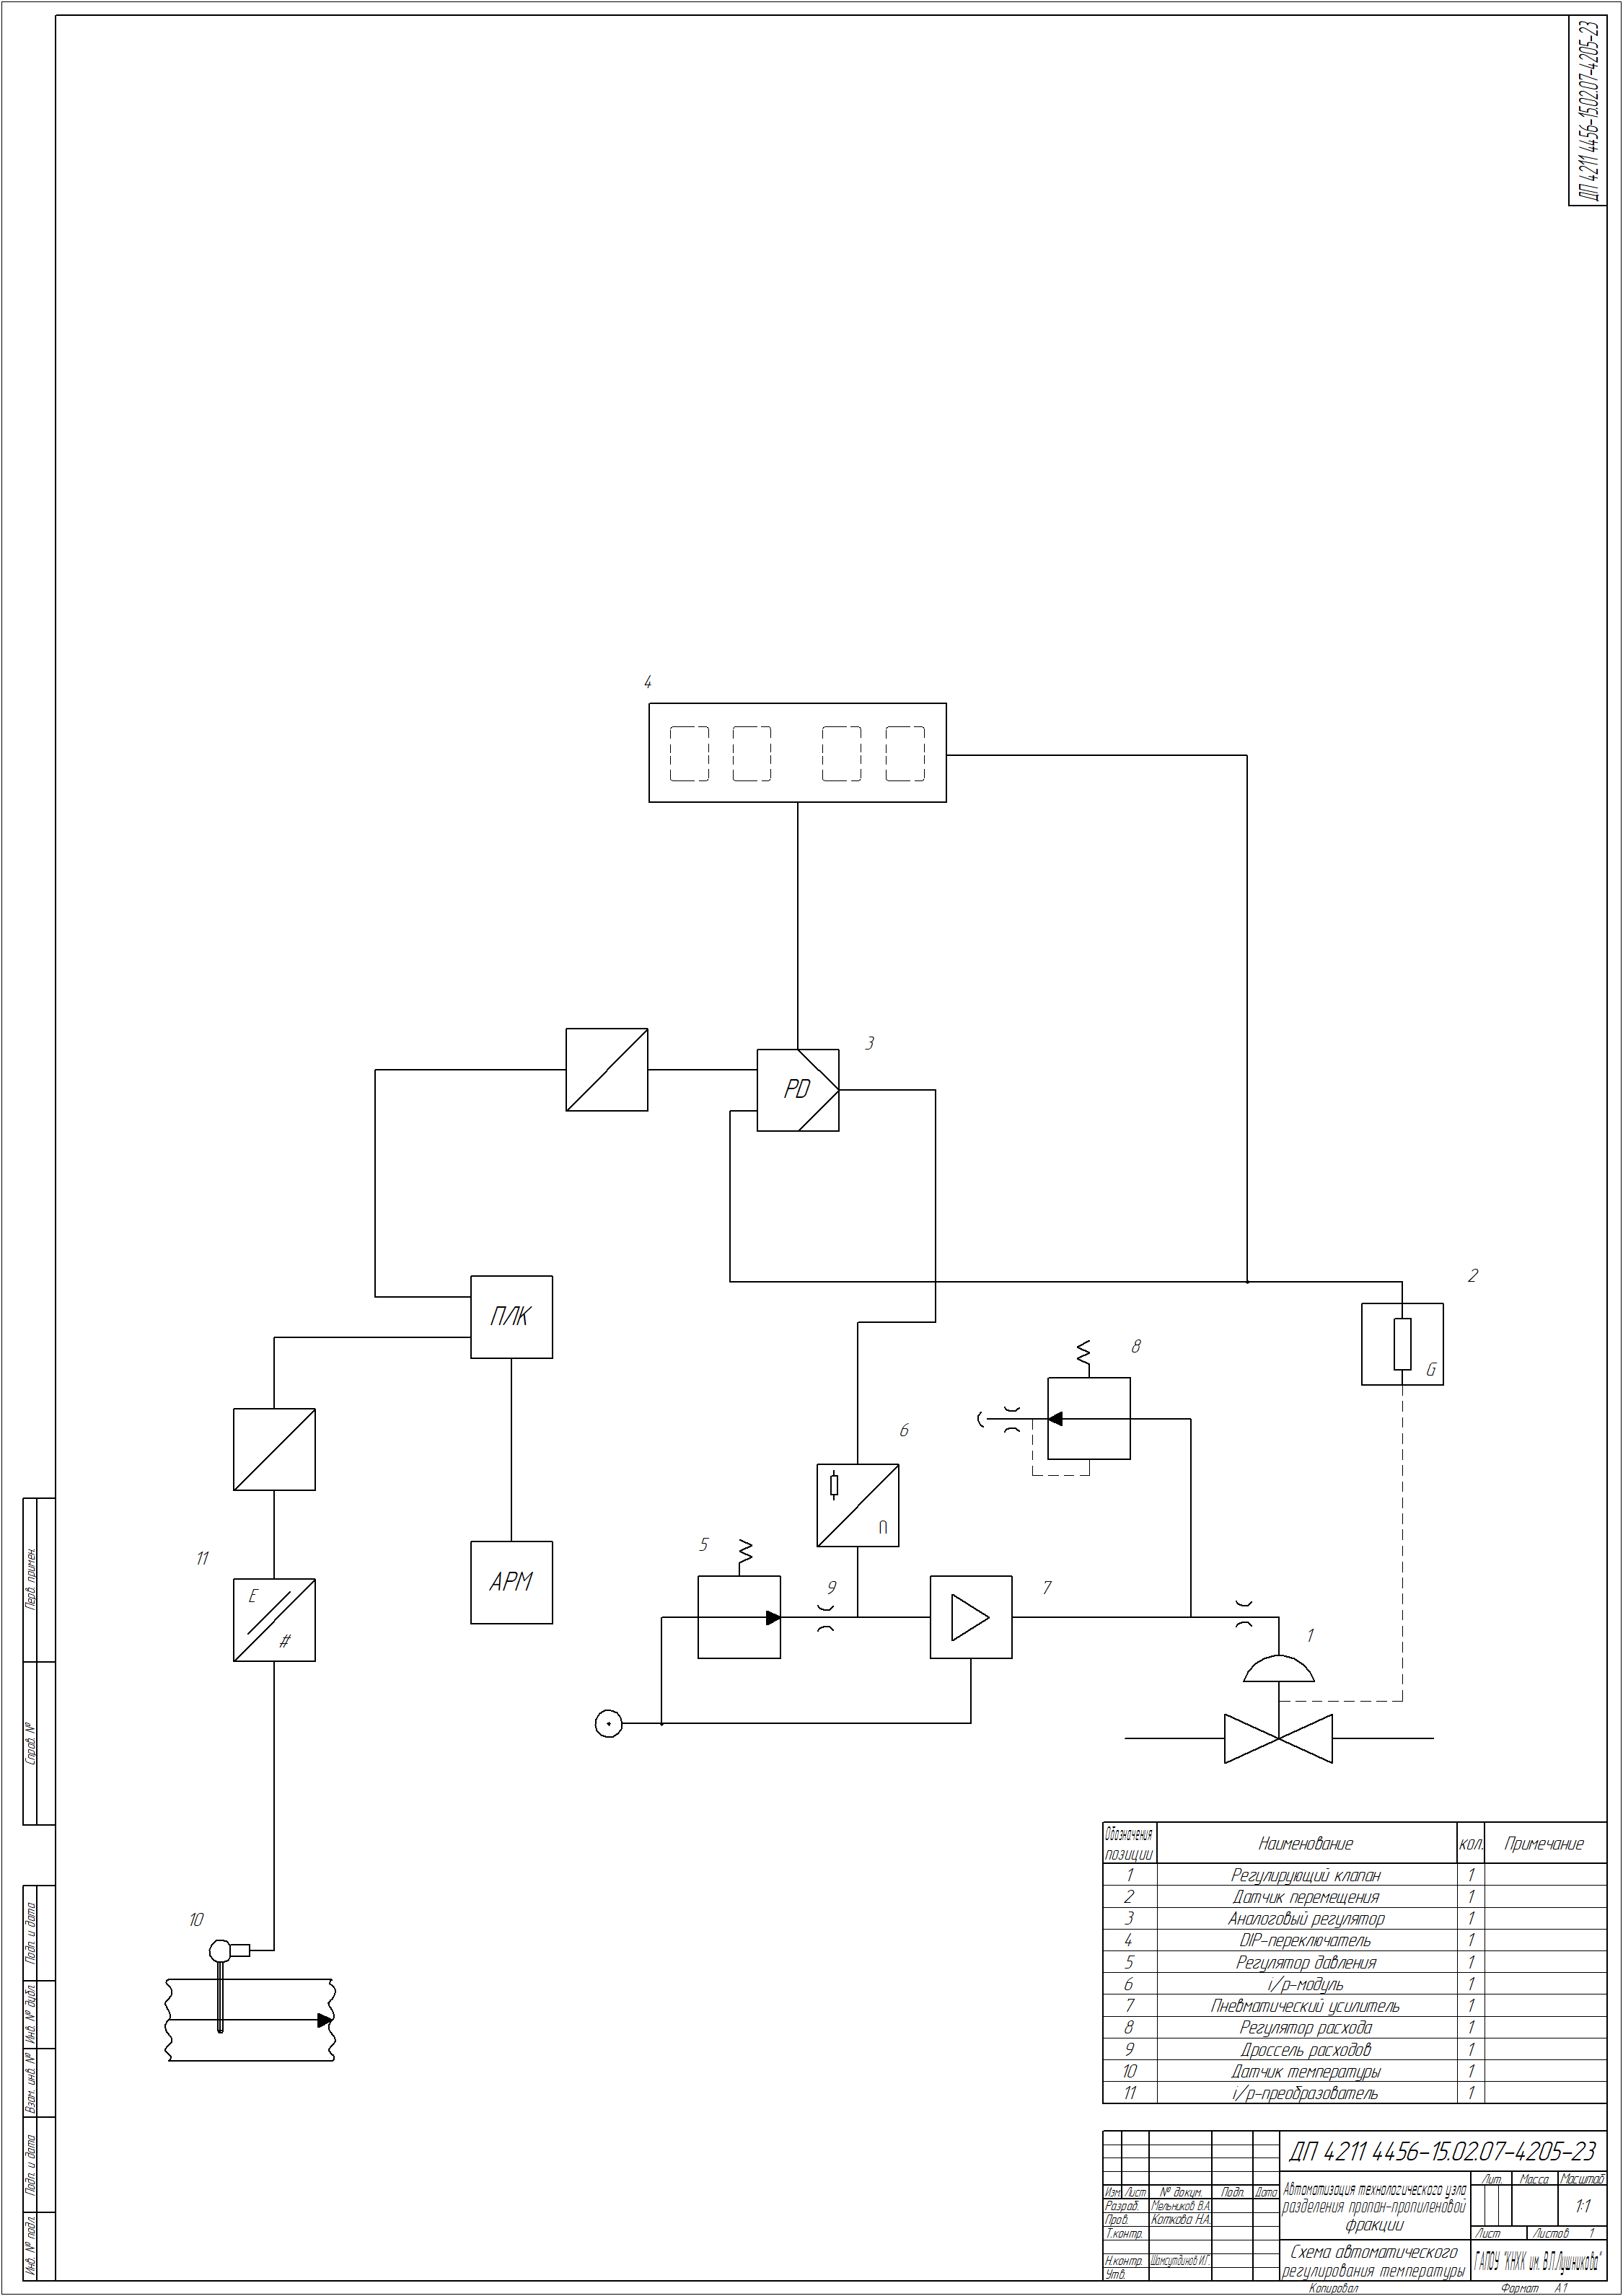 ДП 4211 4456-15.02.07-4205-23
4
3
PD
2
G
ПЛК
8
6
П
5
9
7
11
E
#
АРМ
1
10
Перв. примен.
Справ. №
Подп. и дата
Инв. № дубл.
Взам. инв. №
Подп. и дата
Инв. № подл.
Обозначения позиции Наименование кол. Примечание
1 Регулирующий клапан 1
2 Датчик перемещения 1
3 Аналоговый регулятор 1
4 DIP-переключатель 1
5 Регулятор давления 1
6 i/p-модуль 1
7 Пневматический усилитель 1
8 Регулятор расхода 1
9 Дроссель расходов 1
10 Датчик температуры 1
11 i/p-преобразователь 1
ДП 4211 4456-15.02.07-4205-23
Изм. Лист № докум. Подп. Дата
Разраб. Мельников В.А.
Пров. Коткова Н.А.
Т.контр.
Н.контр. Шамсутдинов И.Г.
Утв.
Автоматизация технологического узла
разделения пропан-пропиленовой
фракции
Лит. Масса Масштаб
1:1
Лист Листов 1
Схема автоматического
регулирования температуры
ГАПОУ "КНХК им. В.П.Лушникова"
Копировал Формат А1